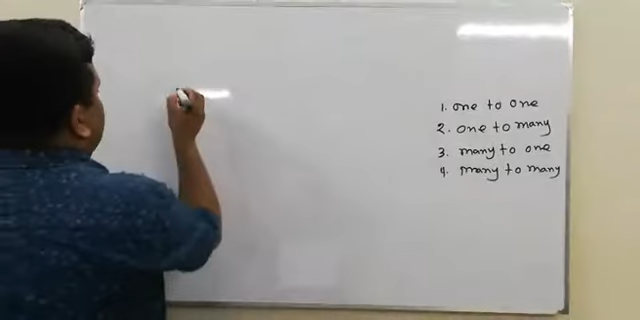 1. one to one
2. one to many
3. many to one
4. many to many